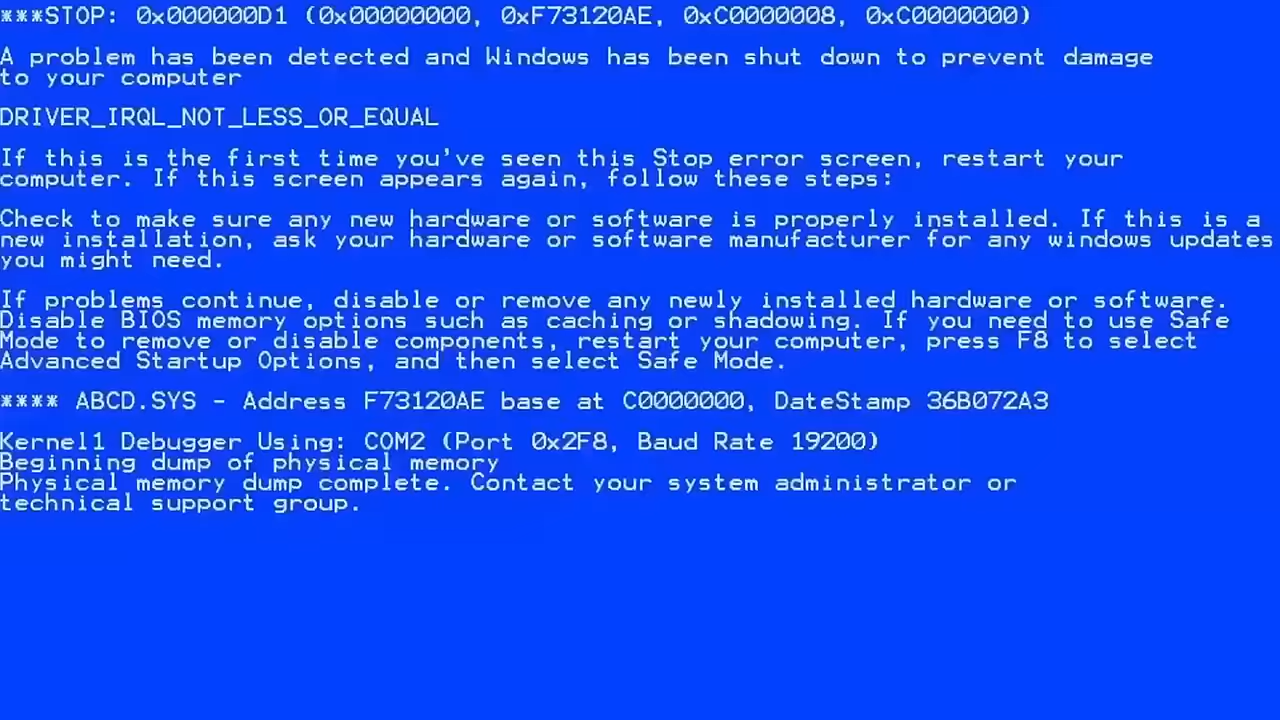 ***STOP: 0x000000D1 (0x00000000, 0xF73120AE, 0xC0000008, 0xC0000000)
A problem has been detected and Windows has been shut down to prevent damage
to your computer
DRIVER_IRQL_NOT_LESS_OR_EQUAL
If this is the first time you've seen this Stop error screen, restart your
computer. If this screen appears again, follow these steps:
Check to make sure any new hardware or software is properly installed. If this is a
new installation, ask your hardware or software manufacturer for any windows updates
you might need.
If problems continue, disable or remove any newly installed hardware or software.
Disable BIOS memory options such as caching or shadowing. If you need to use Safe
Mode to remove or disable components, restart your computer, press F8 to select
Advanced Startup Options, and then select Safe Mode.
**** ABCD.SYS - Address F73120AE base at C0000000, DateStamp 36B072A3
Kernel1 Debugger Using: COM2 (Port 0x2F8, Baud Rate 19200)
Beginning dump of physical memory
Physical memory dump complete. Contact your system administrator or
technical support group.